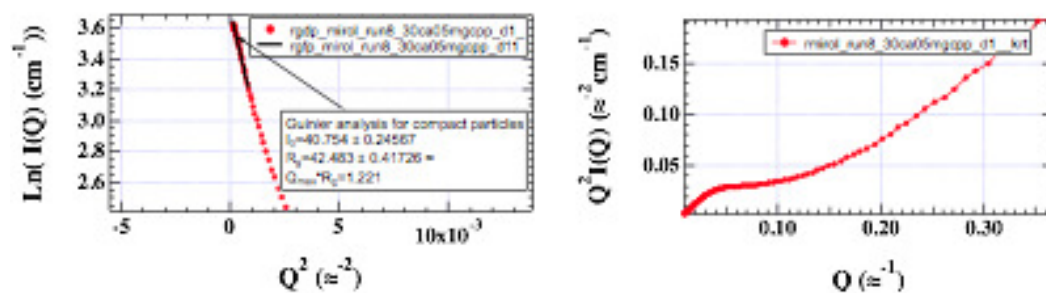 Ln( I(Q) (cm⁻¹))
3.6
3.4
3.2
3.0
2.8
2.6
rgdp_mirol_run8_30ca05mgcpp_d1_
rgfp_mirol_run8_30ca05mgcpp_d11
Guinier analysis for compact particles
I₀=40.754 ± 0.24567
R_g=42.483 ± 0.41726 ≈
Q_max*R_G=1.221
-5
0
5
10x10⁻³
Q² (≈⁻²)
Q²I(Q) (≈⁻² cm⁻¹)
0.15
0.10
0.05
mirol_run8_30ca05mgcpp_d1__krt
0.10
0.20
0.30
Q (≈⁻¹)